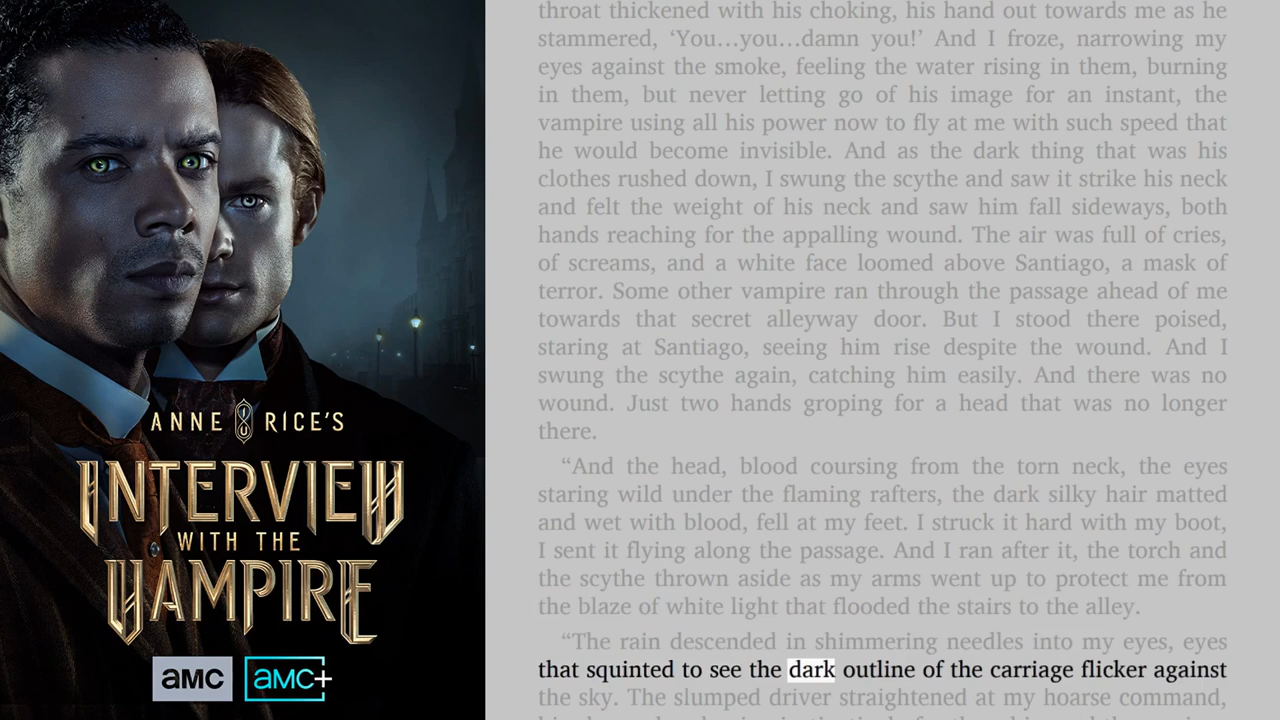 ANNE RICE'S
INTERVIEW
WITH THE
VAMPIRE
aMC
aMC+
throat thickened with his choking, his hand out towards me as he
stammered, ‘You…you…damn you!’ And I froze, narrowing my
eyes against the smoke, feeling the water rising in them, burning
in them, but never letting go of his image for an instant, the
vampire using all his power now to fly at me with such speed that
he would become invisible. And as the dark thing that was his
clothes rushed down, I swung the scythe and saw it strike his neck
and felt the weight of his neck and saw him fall sideways, both
hands reaching for the appalling wound. The air was full of cries,
of screams, and a white face loomed above Santiago, a mask of
terror. Some other vampire ran through the passage ahead of me
towards that secret alleyway door. But I stood there poised,
staring at Santiago, seeing him rise despite the wound. And I
swung the scythe again, catching him easily. And there was no
wound. Just two hands groping for a head that was no longer
there.
“And the head, blood coursing from the torn neck, the eyes
staring wild under the flaming rafters, the dark silky hair matted
and wet with blood, fell at my feet. I struck it hard with my boot,
I sent it flying along the passage. And I ran after it, the torch and
the scythe thrown aside as my arms went up to protect me from
the blaze of white light that flooded the stairs to the alley.
“The rain descended in shimmering needles into my eyes, eyes
that squinted to see the dark outline of the carriage flicker against
the sky. The slumped driver straightened at my hoarse command,